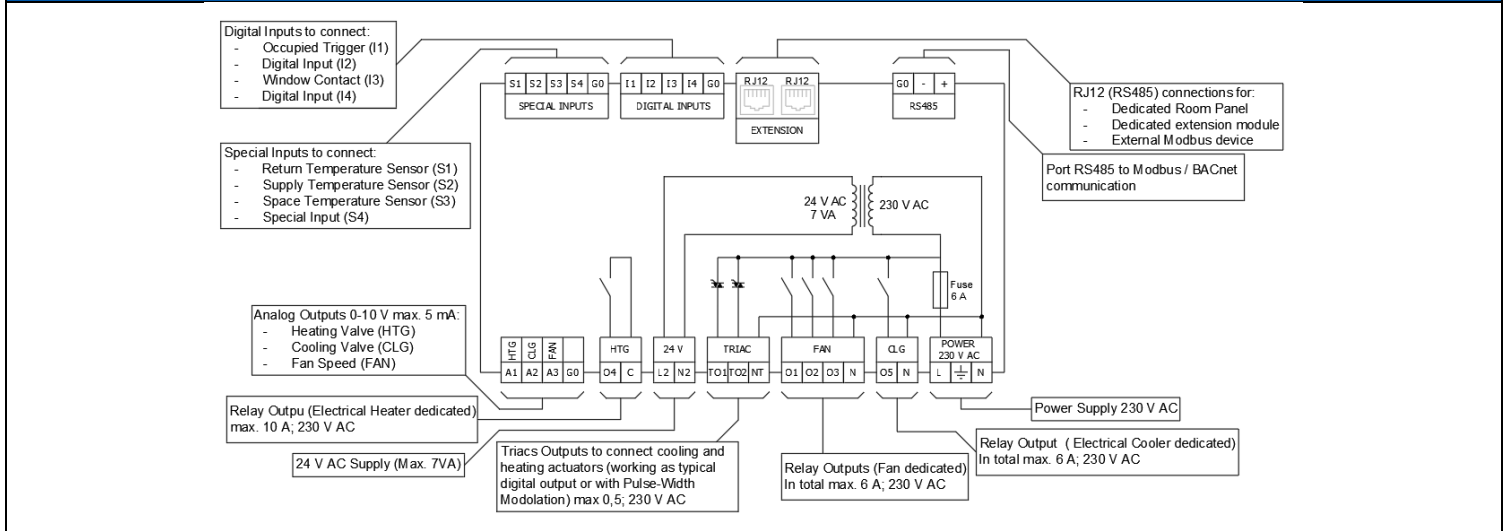 Digital Inputs to connect:
- Occupied Trigger (I1)
- Digital Input (I2)
- Window Contact (I3)
- Digital Input (I4)
Special Inputs to connect:
- Return Temperature Sensor (S1)
- Supply Temperature Sensor (S2)
- Space Temperature Sensor (S3)
- Special Input (S4)
S1 S2 S3 S4 G0
SPECIAL INPUTS
I1 I2 I3 I4 G0
DIGITAL INPUTS
RJ12 RJ12
EXTENSION
G0 - +
RS485
RJ12 (RS485) connections for:
- Dedicated Room Panel
- Dedicated extension module
- External Modbus device
Port RS485 to Modbus / BACnet
communication
24 V AC
7 VA
230 V AC
Fuse
6 A
Analog Outputs 0-10 V max. 5 mA:
- Heating Valve (HTG)
- Cooling Valve (CLG)
- Fan Speed (FAN)
HTG CLG FAN
A1 A2 A3 G0
HTG
O4 C
24 V
L2 N2
TRIAC
TO1 TO2 NT
FAN
O1 O2 O3 N
CLG
O5 N
POWER
230 V AC
L N
Relay Outpu (Electrical Heater dedicated)
max. 10 A; 230 V AC
24 V AC Supply (Max. 7VA)
Triacs Outputs to connect cooling and
heating actuators (working as typical
digital output or with Pulse-Width
Modolation) max 0,5; 230 V AC
Relay Outputs (Fan dedicated)
In total max. 6 A; 230 V AC
Relay Output ( Electrical Cooler dedicated)
In total max. 6 A; 230 V AC
Power Supply 230 V AC